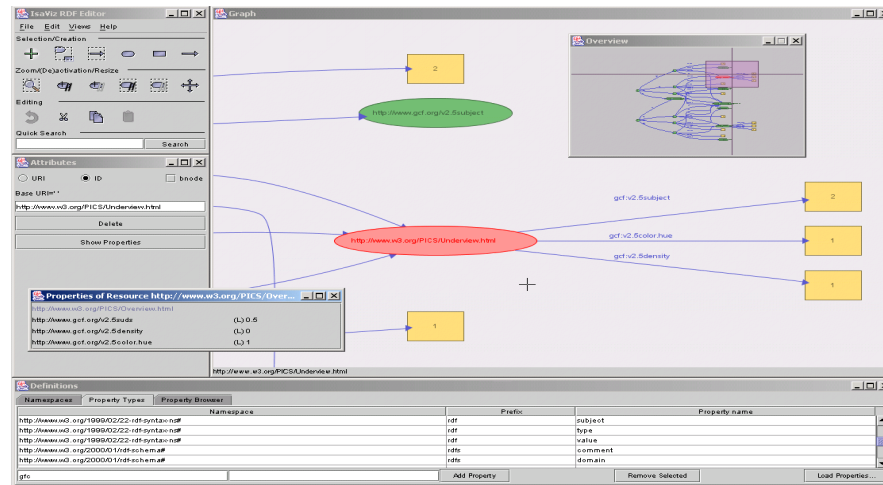 IsaViz RDF Editor
File Edit Views Help
Selection/Creation
Zoom/(De)activation/Resize
Editing
Quick Search
Search
Attributes
URI ID bnode
Base URI=''
http://www.w3.org/PICS/Underview.html
Delete
Show Properties
Graph
2
http://www.gcf.org/v2.5subject
Overview
http://www.w3.org/PICS/Underview.html
gcf:v2.5subject
2
gcf:v2.5color.hue
1
gcf:v2.5density
1
1
http://www.w3.org/PICS/Underview.html
Properties of Resource http://www.w3.org/PICS/Over...
http://www.w3.org/PICS/Overview.html
http://www.gcf.org/v2.5suds (L) 0.5
http://www.gcf.org/v2.5density (L) 0
http://www.gcf.org/v2.5color.hue (L) 1
Definitions
Namespaces Property Types Property Browser
Namespace Prefix Property name
http://www.w3.org/1999/02/22-rdf-syntax-ns# rdf subject
http://www.w3.org/1999/02/22-rdf-syntax-ns# rdf type
http://www.w3.org/1999/02/22-rdf-syntax-ns# rdf value
http://www.w3.org/2000/01/rdf-schema# rdfs comment
http://www.w3.org/2000/01/rdf-schema# rdfs domain
gfc Add Property Remove Selected Load Properties...